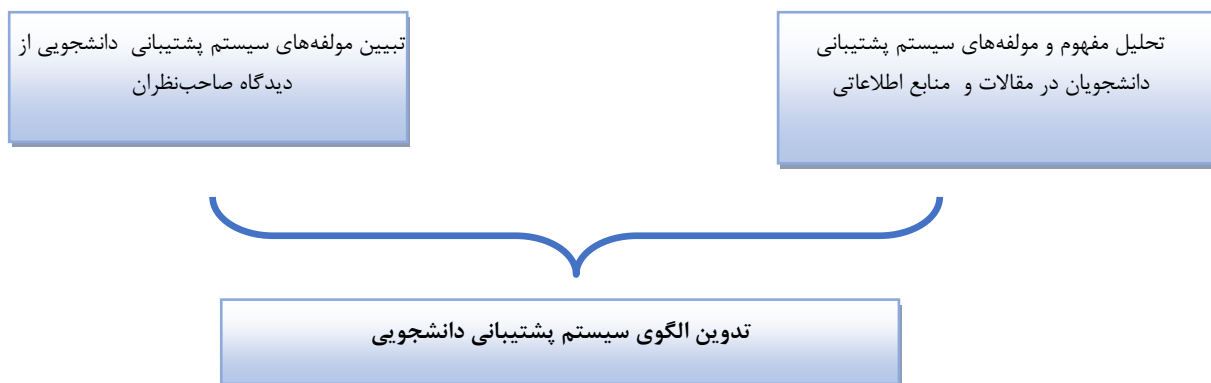 تحلیل مفهوم و مولفه‌های سیستم پشتیبانی
دانشجویان در مقالات و منابع اطلاعاتی
تبیین مولفه‌های سیستم پشتیبانی دانشجویی از
دیدگاه صاحب‌نظران
تدوین الگوی سیستم پشتیبانی دانشجویی